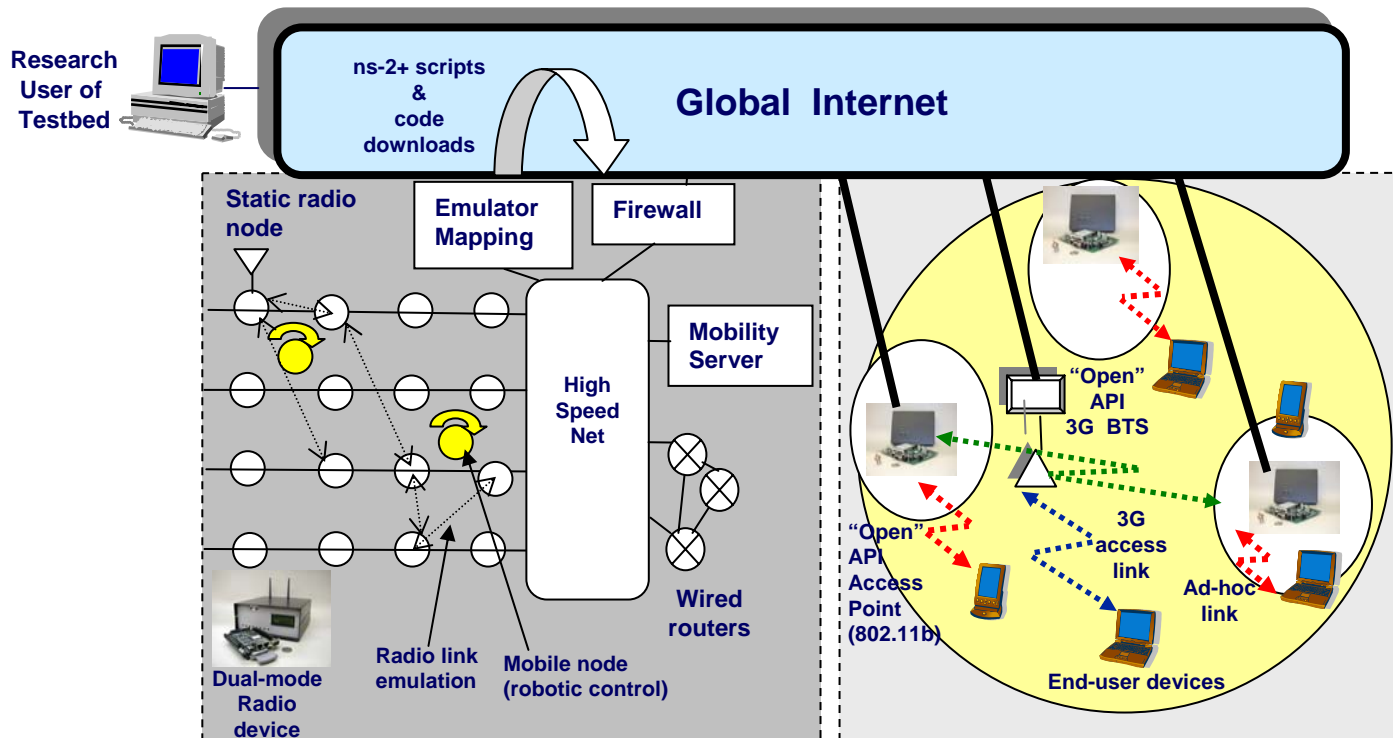 Research
User of
Testbed
ns-2+ scripts
&
code
downloads
Global Internet
Static radio
node
Emulator
Mapping
Firewall
Mobility
Server
High
Speed
Net
Wired
routers
Radio link
emulation
Mobile node
(robotic control)
Dual-mode
Radio
device
“Open”
API
3G BTS
“Open”
API
Access
Point
(802.11b)
3G
access
link
Ad-hoc
link
End-user devices